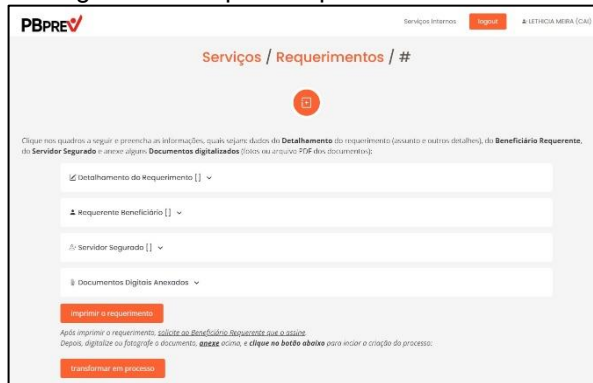 PBPREV
Serviços Internos
logout
LETHICIA MEIRA (CAI)
Serviços / Requerimentos / #
Clique nos quadros a seguir e preencha as informações, quais sejam: dados do Detalhamento do requerimento (assunto e outros detalhes), do Beneficiário Requerente,
do Servidor Segurado e anexe alguns Documentos digitalizados (fotos ou arquivo PDF dos documentos):
Detalhamento do Requerimento []
Requerente Beneficiário []
Servidor Segurado []
Documentos Digitais Anexados
imprimir o requerimento
Após imprimir o requerimento, solicite ao Beneficiário Requerente que o assine.
Depois, digitalize ou fotografe o documento, anexe acima, e clique no botão abaixo para iniciar a criação do processo:
transformar em processo